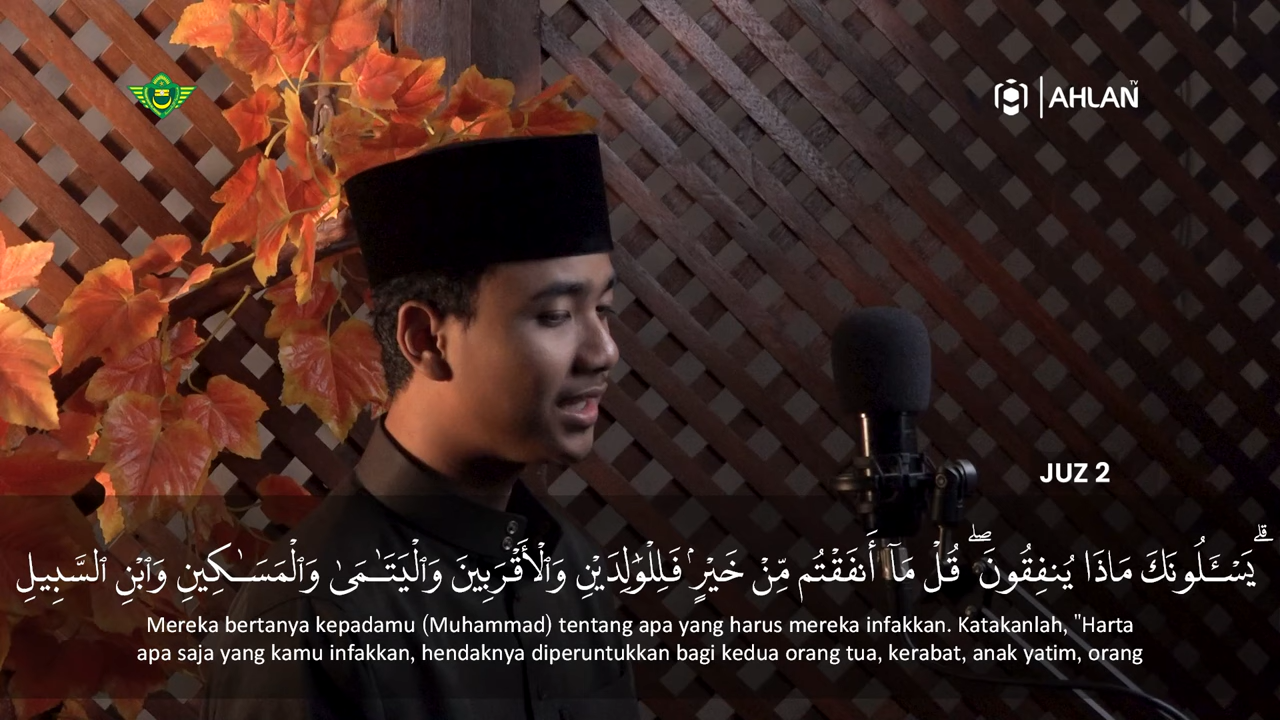 AHLAN TV
JUZ 2
يَسْـَٔلُونَكَ مَاذَا يُنفِقُونَ ۖ قُلْ مَآ أَنفَقْتُم مِّنْ خَيْرٍ فَلِلْوَٰلِدَيْنِ وَٱلْأَقْرَبِينَ وَٱلْيَتَـٰمَىٰ وَٱلْمَسَـٰكِينِ وَٱبْنِ ٱلسَّبِيلِ ۗ
Mereka bertanya kepadamu (Muhammad) tentang apa yang harus mereka infakkan. Katakanlah, "Harta
apa saja yang kamu infakkan, hendaknya diperuntukkan bagi kedua orang tua, kerabat, anak yatim, orang